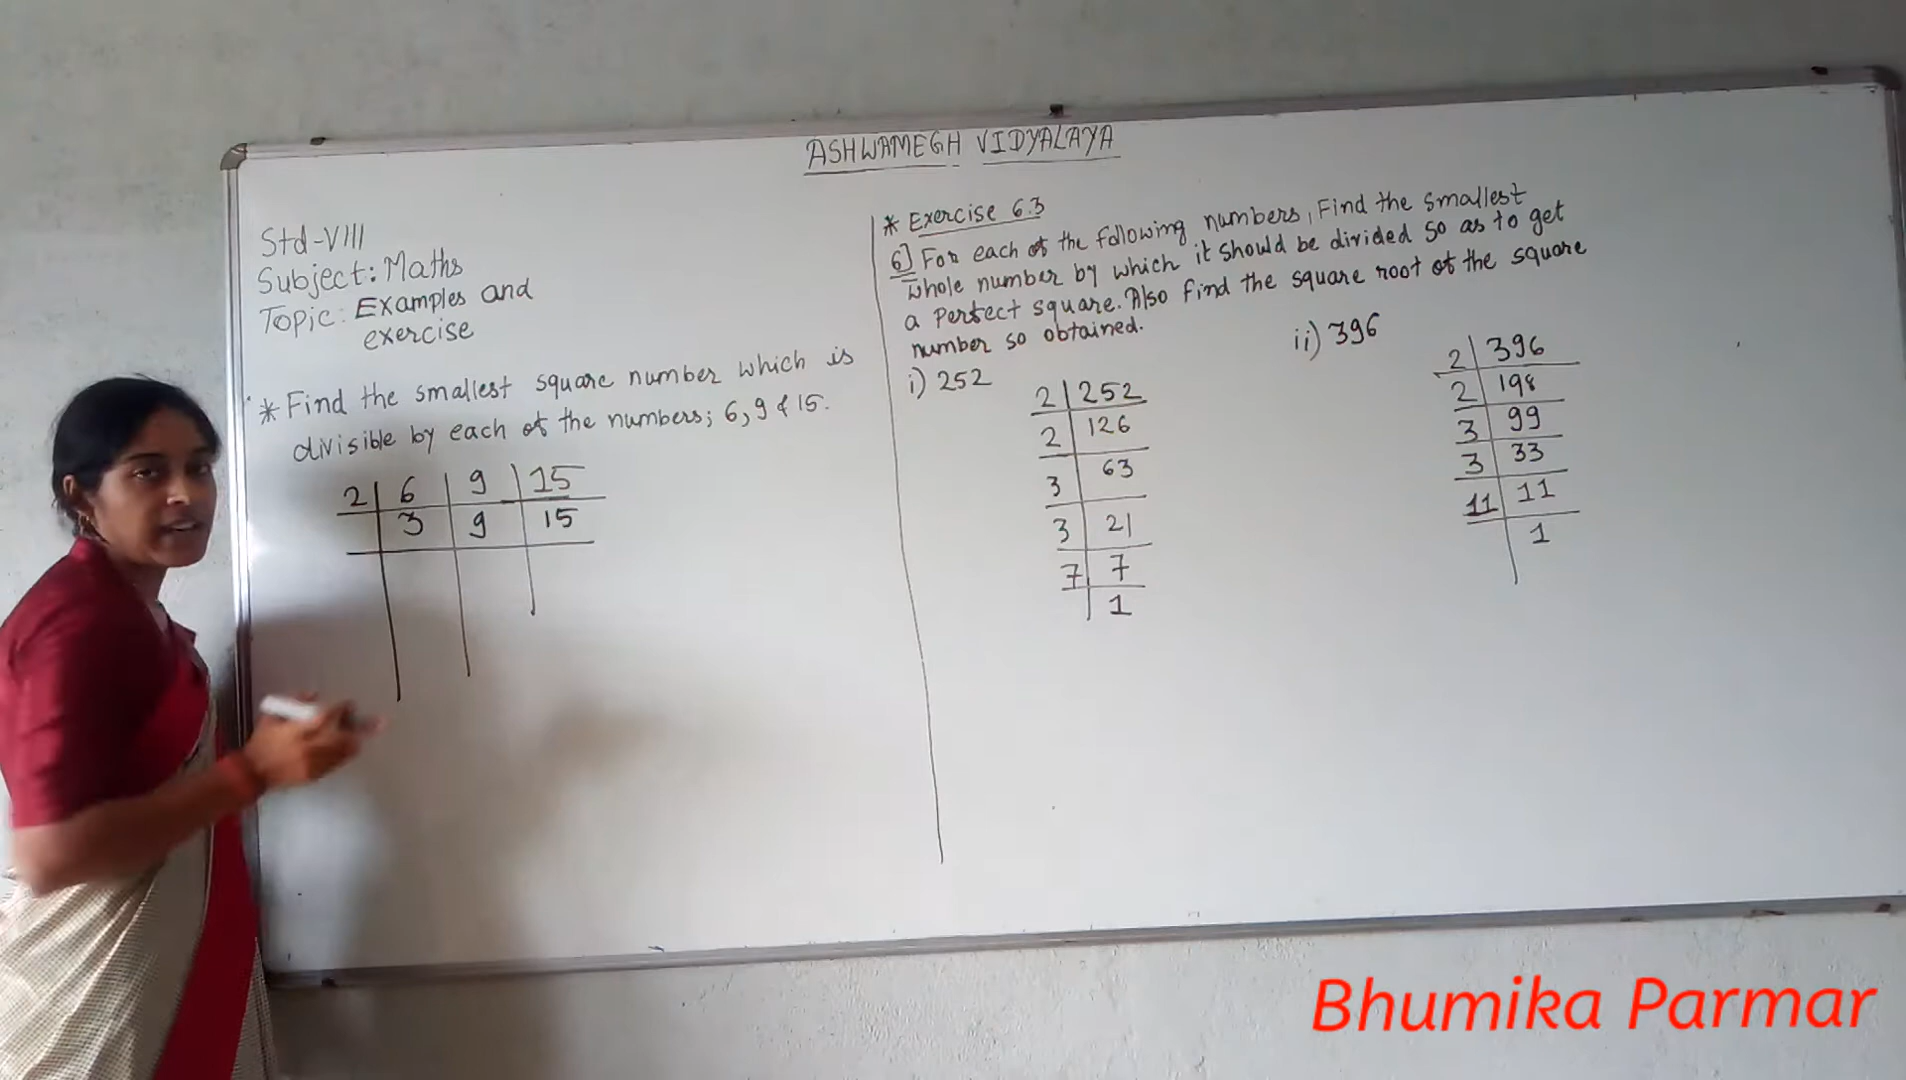 ASHWAMEGH VIDYALAYA
Std-VIII
Subject: Maths
Topic: Examples and
exercise
* Find the smallest square number which is
divisible by each of the numbers; 6, 9 & 15.
2 | 6 | 9 | 15
3 | 9 | 15
* Exercise 6.3
6] For each of the following numbers, Find the smallest
whole number by which it should be divided so as to get
a perfect square. Also find the square root of the square
number so obtained.
i) 252
2 | 252
2 | 126
3 | 63
3 | 21
7 | 7
1
ii) 396
2 | 396
2 | 198
3 | 99
3 | 33
11 | 11
1
Bhumika Parmar